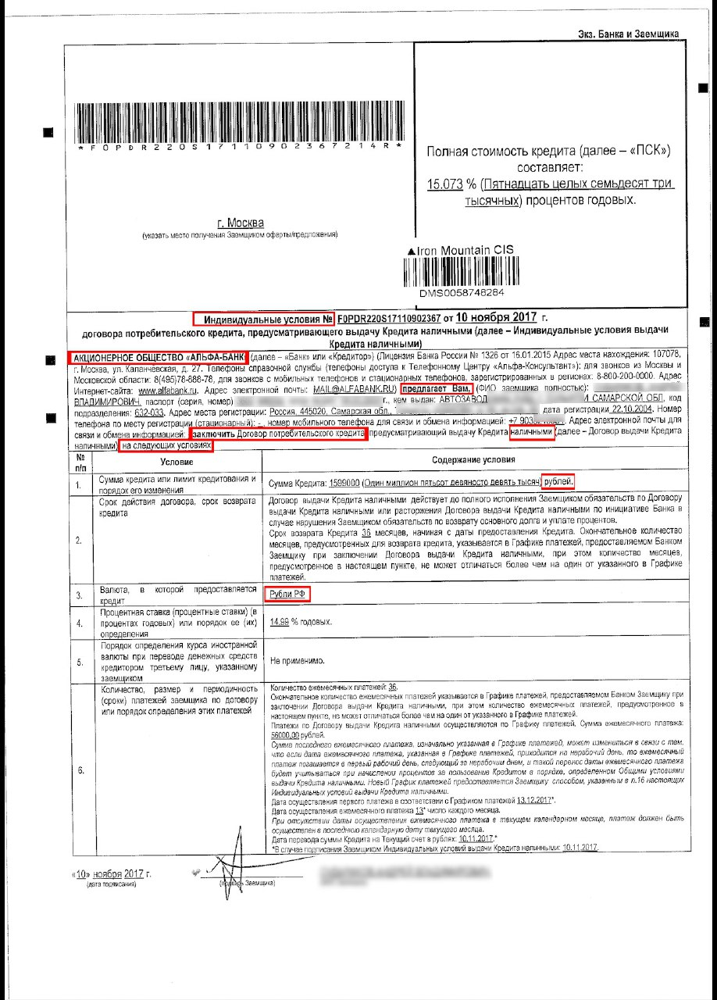 Экз. Банка и Заемщика
*F0PDR220S17110902367214R*
Полная стоимость кредита (далее – «ПСК»)
составляет:
15.073 % (Пятнадцать целых семьдесят три
тысячных) процентов годовых.
г. Москва
(указать место получения Заемщиком оферты/предложения)
Iron Mountain CIS
DMS0058748284
Индивидуальные условия № F0PDR220S17110902367 от 10 ноября 2017 г.
договора потребительского кредита, предусматривающего выдачу Кредита наличными (далее – Индивидуальные условия выдачи
Кредита наличными)
АКЦИОНЕРНОЕ ОБЩЕСТВО «АЛЬФА-БАНК» (далее – «Банк» или «Кредитор») (Лицензия Банка России № 1326 от 16.01.2015 Адрес места нахождения: 107078,
г. Москва, ул. Каланчевская, д. 27. Телефоны справочной службы (телефоны доступа к Телефонному Центру «Альфа-Консультант»): для звонков из Москвы и
Московской области: 8(495)78-888-78, для звонков с мобильных телефонов и стационарных телефонов, зарегистрированных в регионах: 8-800-200-0000. Адрес
Интернет-сайта: www.alfabank.ru. Адрес электронной почты: MAIL@ALFABANK.RU) предлагает Вам, (ФИО заемщика полностью):
ВЛАДИМИРОВИЧ, паспорт (серия, номер) г., кем выдан: АВТОЗАВОД И САМАРСКОЙ ОБЛ, код
подразделения: 632-033. Адрес места регистрации: Россия, 445020, Самарская обл., дата регистрации 22.10.2004. Номер
телефона по месту регистрации (стационарный): - , номер мобильного телефона для связи и обмена информацией: +7 903 . Адрес электронной почты для
связи и обмена информацией: заключить Договор потребительского кредита предусматривающий выдачу Кредита наличными (далее – Договор выдачи Кредита
наличными) на следующих условиях
№ п/п Условие Содержание условия
1. Сумма кредита или лимит кредитования и
порядок его изменения
Сумма Кредита: 1599000 (Один миллион пятьсот девяносто девять тысяч) рублей.
2. Срок действия договора, срок возврата
кредита
Договор выдачи Кредита наличными действует до полного исполнения Заемщиком обязательств по Договору
выдачи Кредита наличными или расторжения Договора выдачи Кредита наличными по инициативе Банка в
случае нарушения Заемщиком обязательств по возврату основного долга и уплате процентов.
Срок возврата Кредита 36 месяцев, начиная с даты предоставления Кредита. Окончательное количество
месяцев, предусмотренных для возврата кредита, указывается в Графике платежей, предоставляемом Банком
Заемщику при заключении Договора выдачи Кредита наличными, при этом количество месяцев,
предусмотренное в настоящем пункте, не может отличаться более чем на один от указанного в Графике
платежей.
3. Валюта, в которой предоставляется
кредит
Рубли РФ
4. Процентная ставка (процентные ставки) (в
процентах годовых) или порядок ее (их)
определения
14.99 % годовых.
5. Порядок определения курса иностранной
валюты при переводе денежных средств
кредитором третьему лицу, указанному
заемщиком
Не применимо.
6. Количество, размер и периодичность
(сроки) платежей заемщика по договору
или порядок определения этих платежей
Количество ежемесячных платежей: 36.
Окончательное количество ежемесячных платежей указывается в Графике платежей, предоставляемом Банком Заемщику при
заключении Договора выдачи Кредита наличными, при этом количество ежемесячных платежей, предусмотренное в
настоящем пункте, не может отличаться более чем на один от указанного в Графике платежей.
Платежи по Договору выдачи Кредита наличными осуществляются по Графику платежей. Сумма ежемесячного платежа:
56000,00 рублей.
Сумма последнего ежемесячного платежа, изначально указанная в Графике платежей, может измениться в связи с тем,
что если дата ежемесячного платежа, указанная в Графике платежей, приходится на нерабочий день, то ежемесячный
платеж погашается в первый рабочий день, следующий за нерабочим днем, и такой перенос даты ежемесячного платежа
будет учитываться при начислении процентов за пользование Кредитом в порядке, определенном Общими условиями
выдачи Кредита наличными. Новый График платежей предоставляется Заемщику способом, указанным в п.16 настоящих
Индивидуальных условий выдачи Кредита наличными.
Дата осуществления первого платежа в соответствии с Графиком платежей 13.12.2017*.
Дата осуществления ежемесячного платежа 13* число каждого месяца.
При отсутствии даты осуществления ежемесячного платежа в текущем календарном месяце, платеж должен быть
осуществлен в последнюю календарную дату текущего месяца.
Дата перевода суммы Кредита на Текущий счет в рублях: 10.11.2017.*
*В случае подписания Заемщиком Индивидуальных условий выдачи Кредита наличными: 10.11.2017.
«10» ноября 2017 г.
(дата подписания)
(подпись Заемщика)